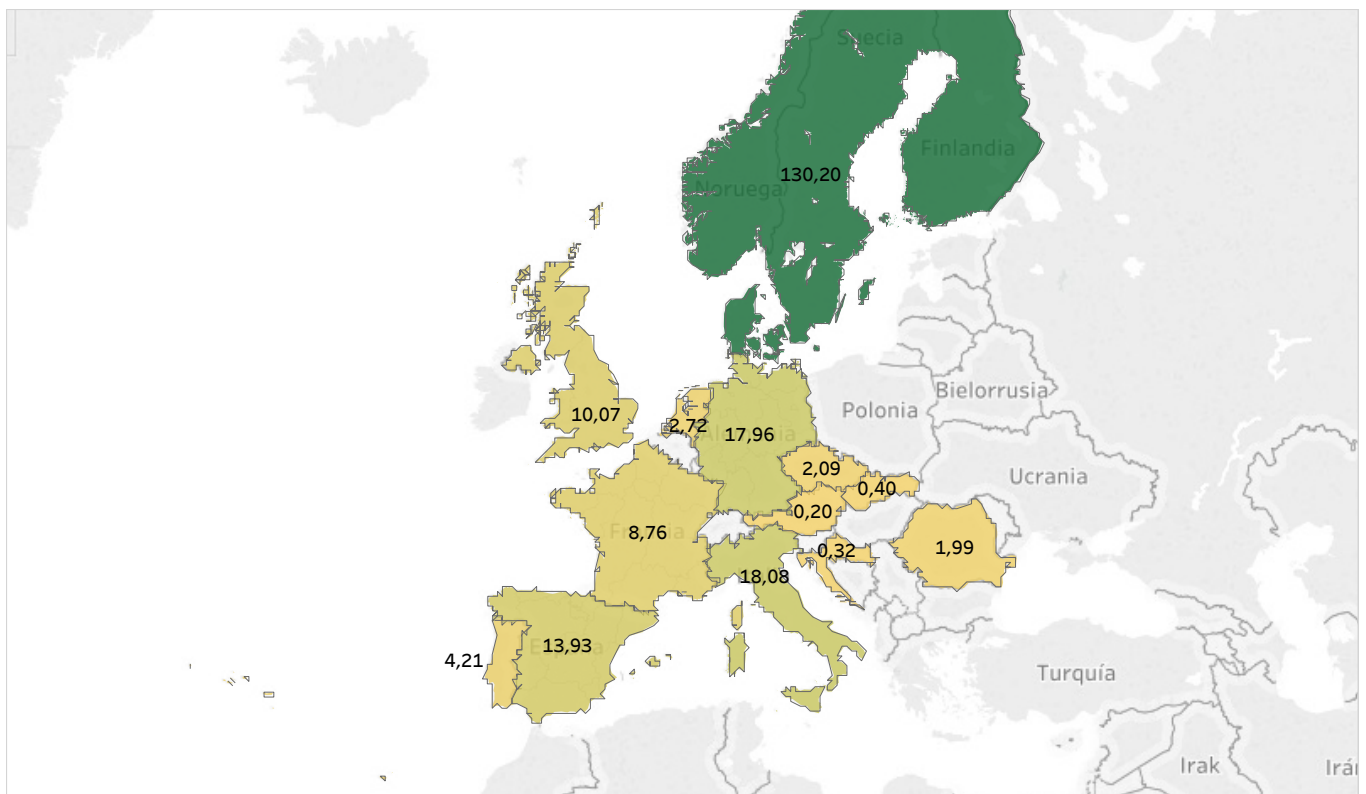 Suecia
Finlandia
130,20
Noruega
Bielorrusia
Polonia
10,07
2,72
Alemania
17,96
2,09
Ucrania
0,40
0,20
Francia
8,76
0,32
1,99
18,08
España
13,93
4,21
Turquía
Irak
Irán